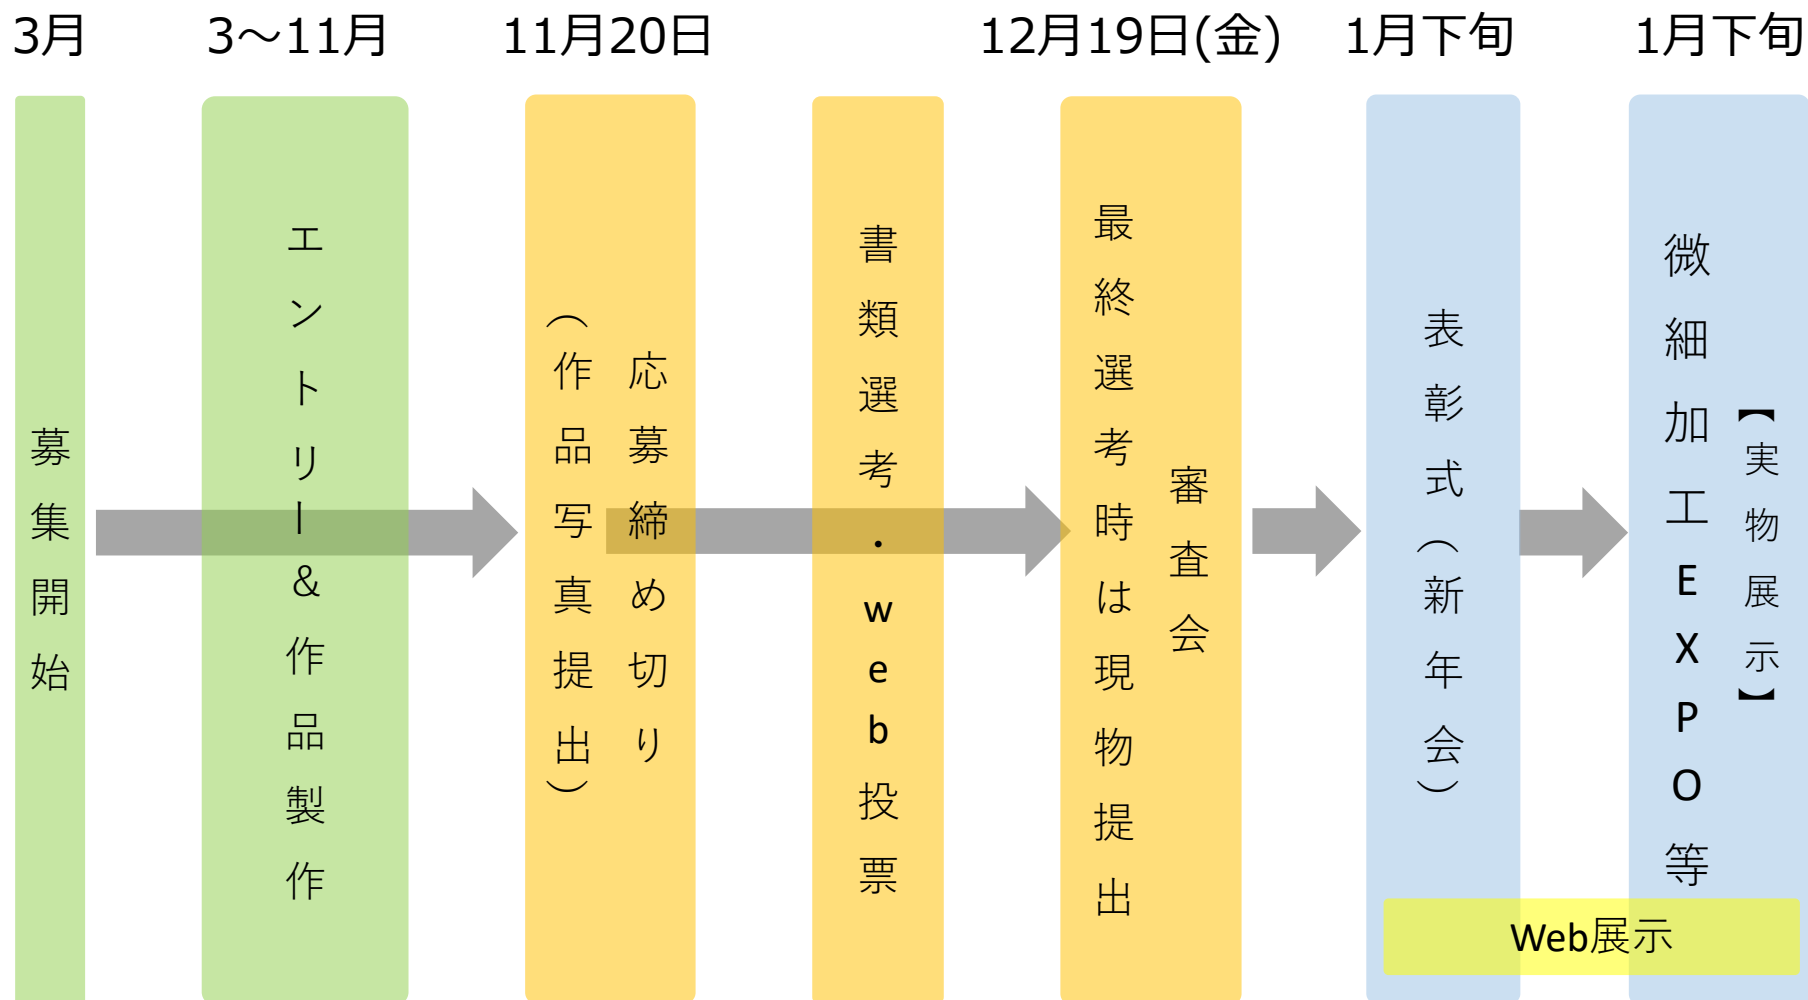 3月
3～11月
11月20日
12月19日(金)
1月下旬
1月下旬
募集開始
エントリー＆作品製作
応募締め切り
（作品写真提出）
書類選考・web投票
審査会
最終選考時は現物提出
表彰式（新年会）
【実物展示】
微細加工EXPO等
Web展示